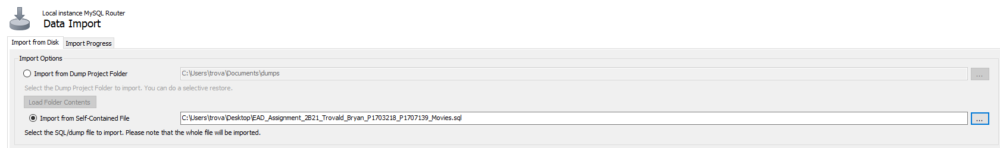 Local instance MySQL Router
Data Import
Import from Disk
Import Progress
Import Options
Import from Dump Project Folder
C:\Users\trova\Documents\dumps
...
Select the Dump Project Folder to import. You can do a selective restore.
Load Folder Contents
Import from Self-Contained File
C:\Users\trova\Desktop\EAD_Assignment_2B21_Trovald_Bryan_P1703218_P1707139_Movies.sql
...
Select the SQL/dump file to import. Please note that the whole file will be imported.